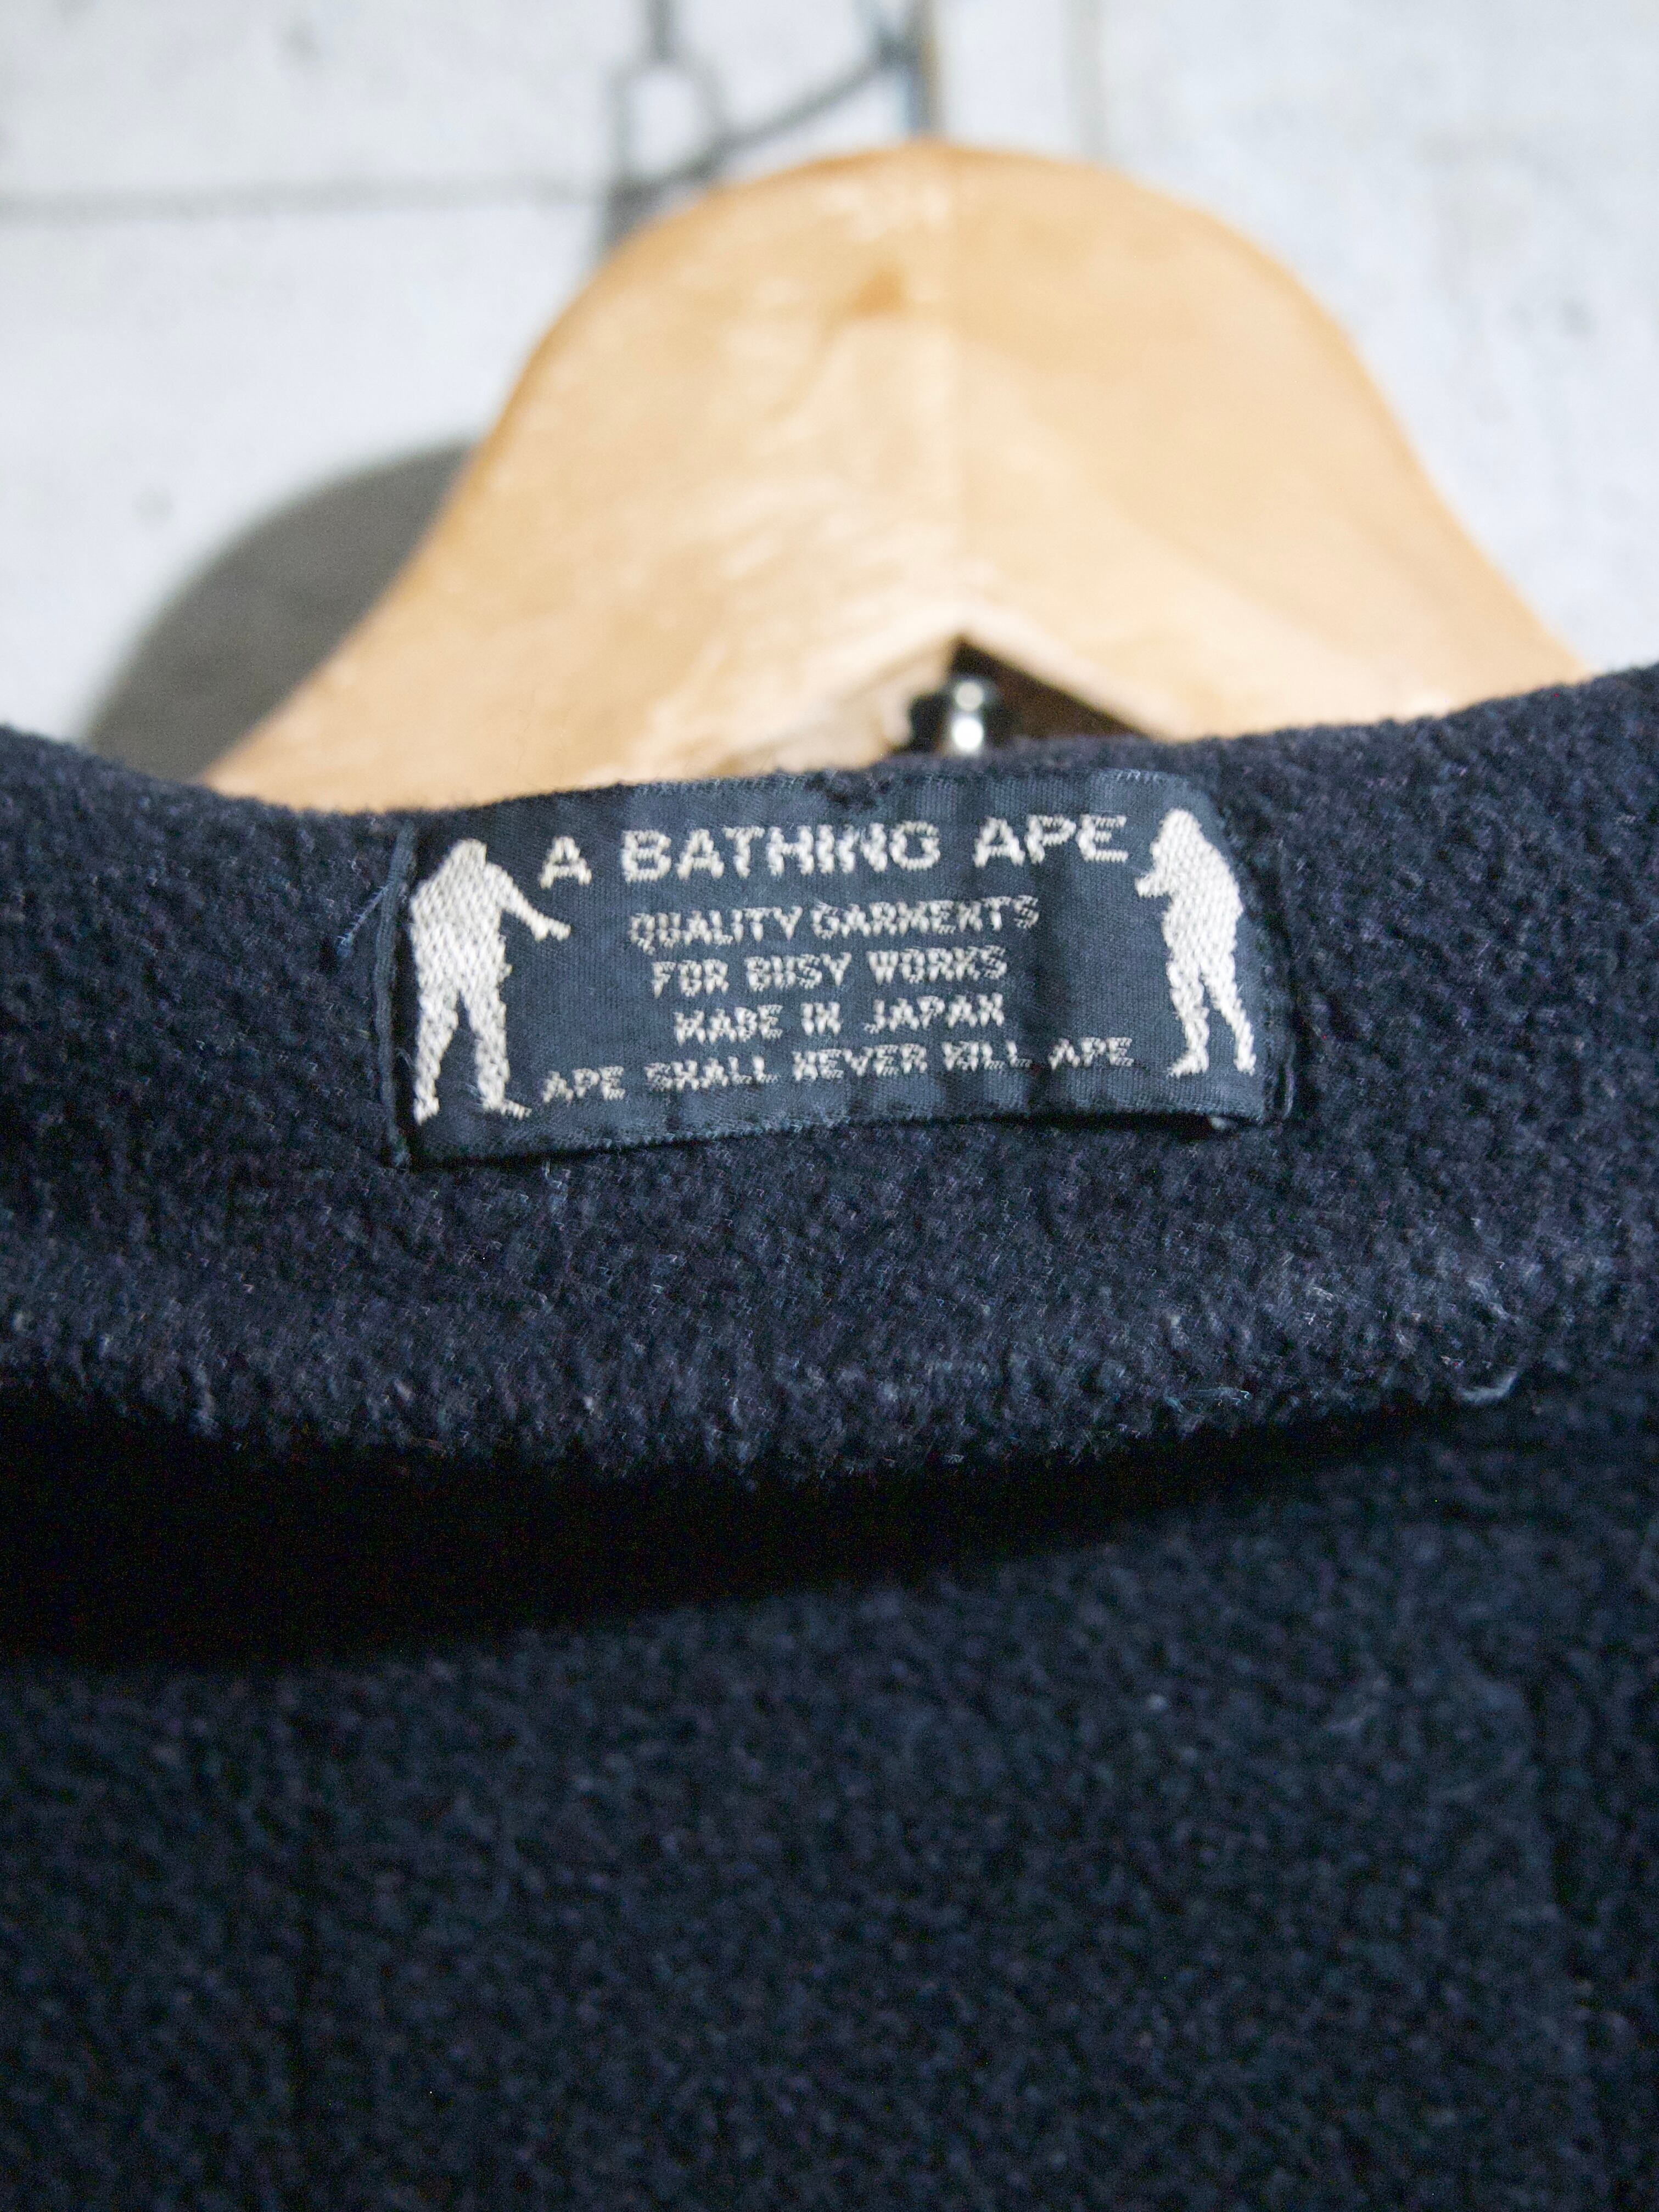 A BATHING APE
QUALITY GARMENTS
FOR BUSY WORKS
MADE IN JAPAN
APE SHALL NEVER KILL APE